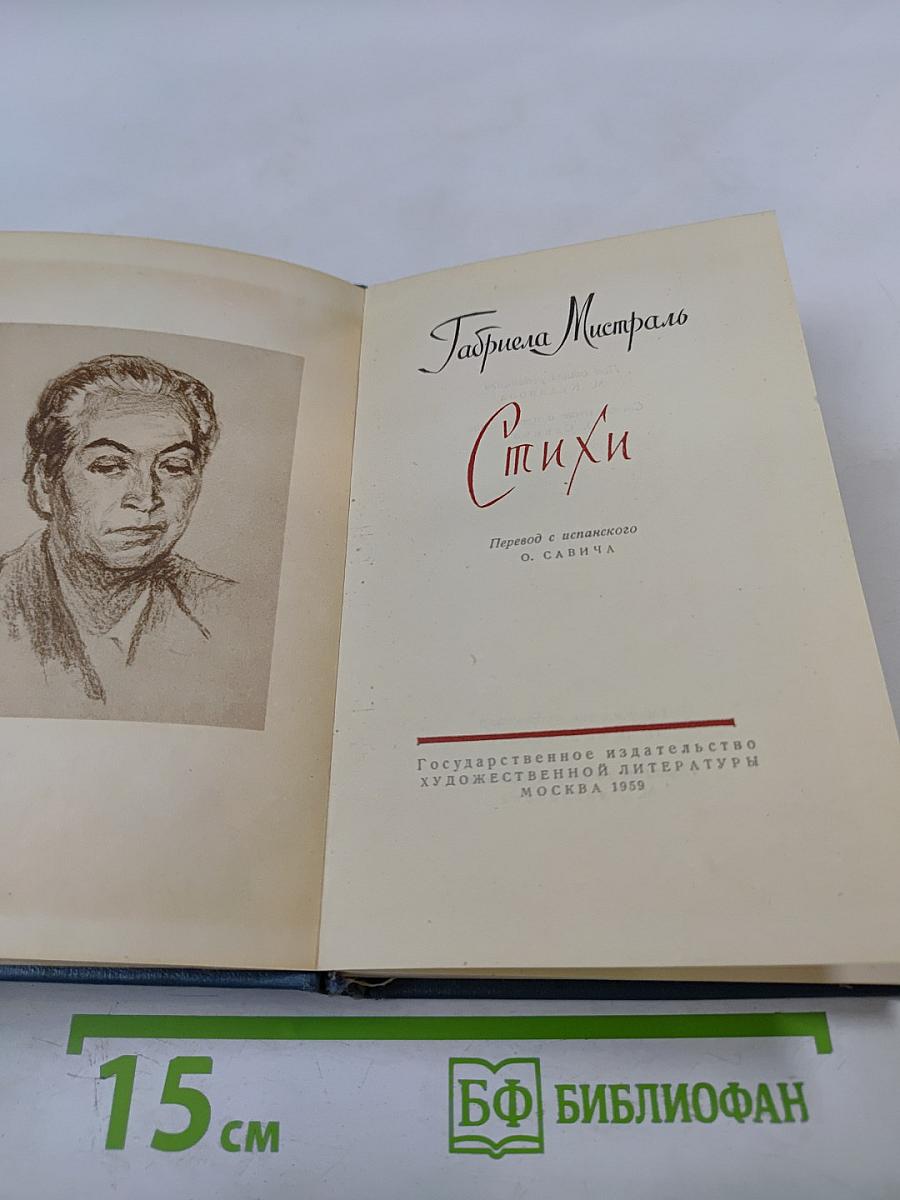 Габриела Мистраль
Стихи
Перевод с испанского
О. САВИЧА
Государственное издательство
ХУДОЖЕСТВЕННОЙ ЛИТЕРАТУРЫ
МОСКВА 1959
15 см
БФ БИБЛИОФАН